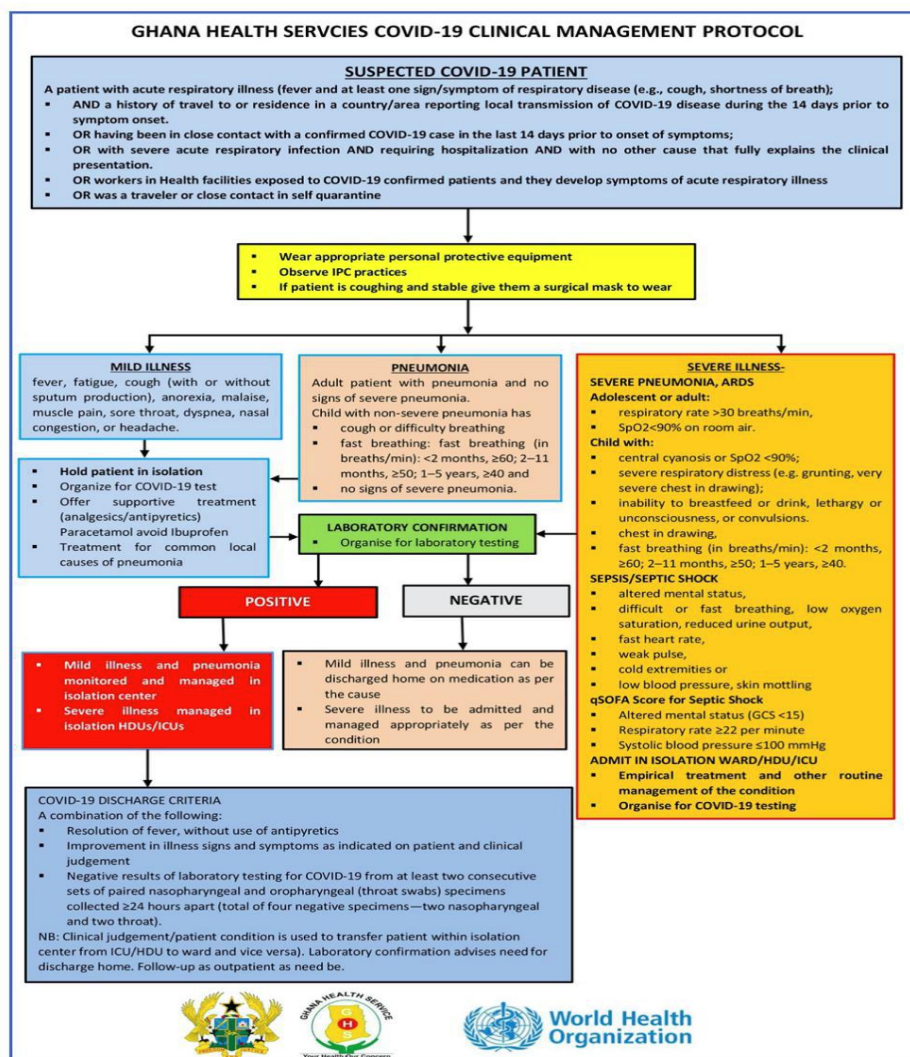 GHANA HEALTH SERVCIES COVID-19 CLINICAL MANAGEMENT PROTOCOL
SUSPECTED COVID-19 PATIENT
A patient with acute respiratory illness (fever and at least one sign/symptom of respiratory disease (e.g., cough, shortness of breath);
▪ AND a history of travel to or residence in a country/area reporting local transmission of COVID-19 disease during the 14 days prior to
symptom onset.
▪ OR having been in close contact with a confirmed COVID-19 case in the last 14 days prior to onset of symptoms;
▪ OR with severe acute respiratory infection AND requiring hospitalization AND with no other cause that fully explains the clinical
presentation.
▪ OR workers in Health facilities exposed to COVID-19 confirmed patients and they develop symptoms of acute respiratory illness
▪ OR was a traveler or close contact in self quarantine
▪ Wear appropriate personal protective equipment
▪ Observe IPC practices
▪ If patient is coughing and stable give them a surgical mask to wear
MILD ILLNESS
fever, fatigue, cough (with or without
sputum production), anorexia, malaise,
muscle pain, sore throat, dyspnea, nasal
congestion, or headache.
▪ Hold patient in isolation
▪ Organize for COVID-19 test
▪ Offer supportive treatment
(analgesics/antipyretics)
Paracetamol avoid Ibuprofen
▪ Treatment for common local
causes of pneumonia
PNEUMONIA
Adult patient with pneumonia and no
signs of severe pneumonia.
Child with non-severe pneumonia has
▪ cough or difficulty breathing
▪ fast breathing: fast breathing (in
breaths/min): <2 months, ≥60; 2–11
months, ≥50; 1–5 years, ≥40 and
▪ no signs of severe pneumonia.
LABORATORY CONFIRMATION
▪ Organise for laboratory testing
POSITIVE
NEGATIVE
▪ Mild illness and pneumonia
monitored and managed in
isolation center
▪ Severe illness managed in
isolation HDUs/ICUs
▪ Mild illness and pneumonia can be
discharged home on medication as per
the cause
▪ Severe illness to be admitted and
managed appropriately as per the
condition
SEVERE ILLNESS-
SEVERE PNEUMONIA, ARDS
Adolescent or adult:
▪ respiratory rate >30 breaths/min,
▪ SpO2<90% on room air.
Child with:
▪ central cyanosis or SpO2 <90%;
▪ severe respiratory distress (e.g. grunting, very
severe chest in drawing);
▪ inability to breastfeed or drink, lethargy or
unconsciousness, or convulsions.
▪ chest in drawing,
▪ fast breathing (in breaths/min): <2 months,
≥60; 2–11 months, ≥50; 1–5 years, ≥40.
SEPSIS/SEPTIC SHOCK
▪ altered mental status,
▪ difficult or fast breathing, low oxygen
saturation, reduced urine output,
▪ fast heart rate,
▪ weak pulse,
▪ cold extremities or
▪ low blood pressure, skin mottling
qSOFA Score for Septic Shock
▪ Altered mental status (GCS <15)
▪ Respiratory rate ≥22 per minute
▪ Systolic blood pressure ≤100 mmHg
ADMIT IN ISOLATION WARD/HDU/ICU
▪ Empirical treatment and other routine
management of the condition
▪ Organise for COVID-19 testing
COVID-19 DISCHARGE CRITERIA
A combination of the following:
▪ Resolution of fever, without use of antipyretics
▪ Improvement in illness signs and symptoms as indicated on patient and clinical
judgement
▪ Negative results of laboratory testing for COVID-19 from at least two consecutive
sets of paired nasopharyngeal and oropharyngeal (throat swabs) specimens
collected ≥24 hours apart (total of four negative specimens—two nasopharyngeal
and two throat).
NB: Clinical judgement/patient condition is used to transfer patient within isolation
center from ICU/HDU to ward and vice versa). Laboratory confirmation advises need for
discharge home. Follow-up as outpatient as need be.
GHANA HEALTH SERVICE
G
H
S
Your Health Our Concern
World Health
Organization